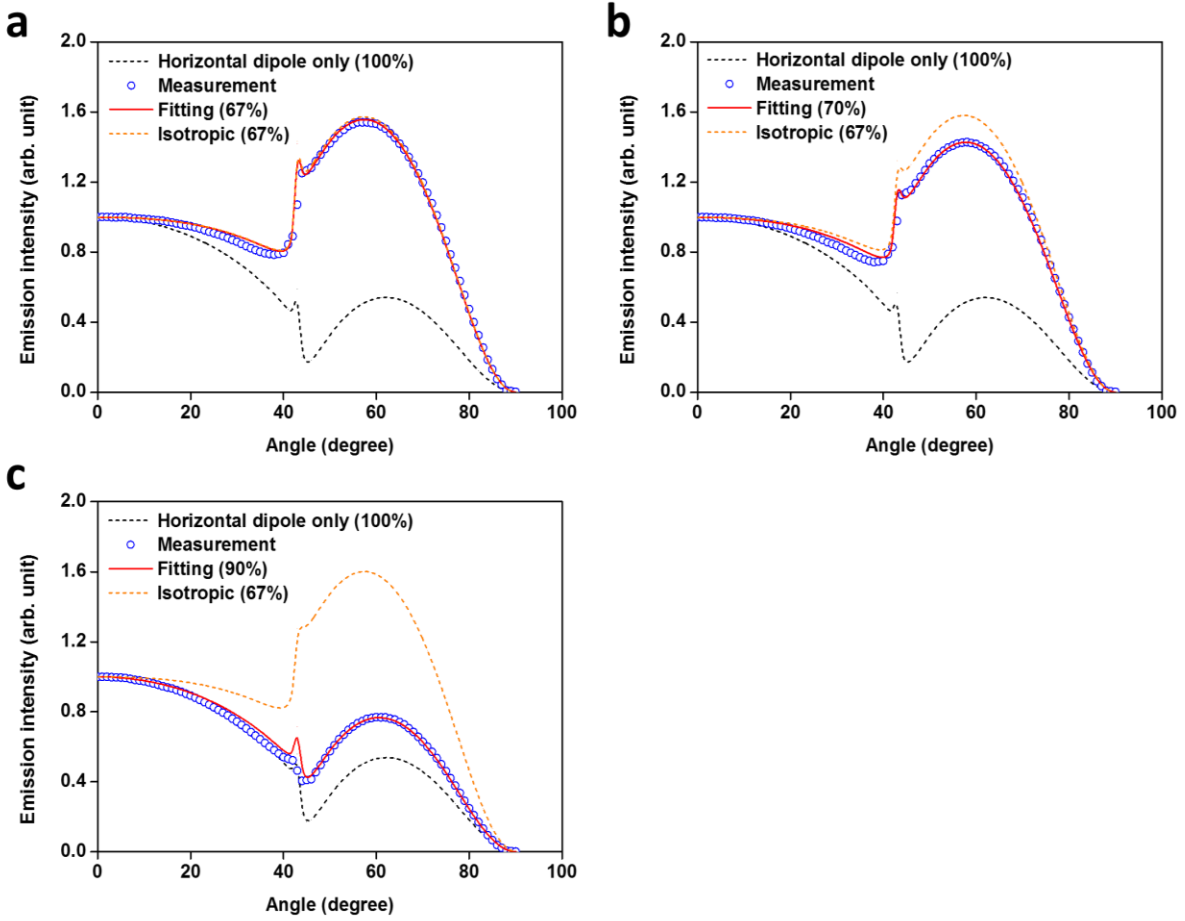 a
2.0
1.6
1.2
0.8
0.4
0.0
Emission intensity (arb. unit)
Horizontal dipole only (100%)
Measurement
Fitting (67%)
Isotropic (67%)
0 20 40 60 80 100
Angle (degree)
b
2.0
1.6
1.2
0.8
0.4
0.0
Emission intensity (arb. unit)
Horizontal dipole only (100%)
Measurement
Fitting (70%)
Isotropic (67%)
0 20 40 60 80 100
Angle (degree)
c
2.0
1.6
1.2
0.8
0.4
0.0
Emission intensity (arb. unit)
Horizontal dipole only (100%)
Measurement
Fitting (90%)
Isotropic (67%)
0 20 40 60 80 100
Angle (degree)